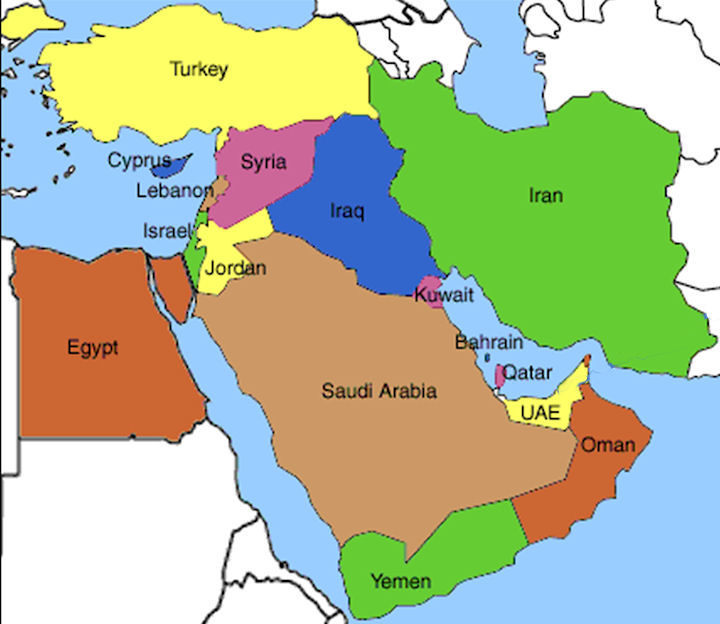 Turkey
Cyprus
Syria
Lebanon
Iran
Iraq
Israel
Jordan
Kuwait
Egypt
Bahrain
Qatar
Saudi Arabia
UAE
Oman
Yemen